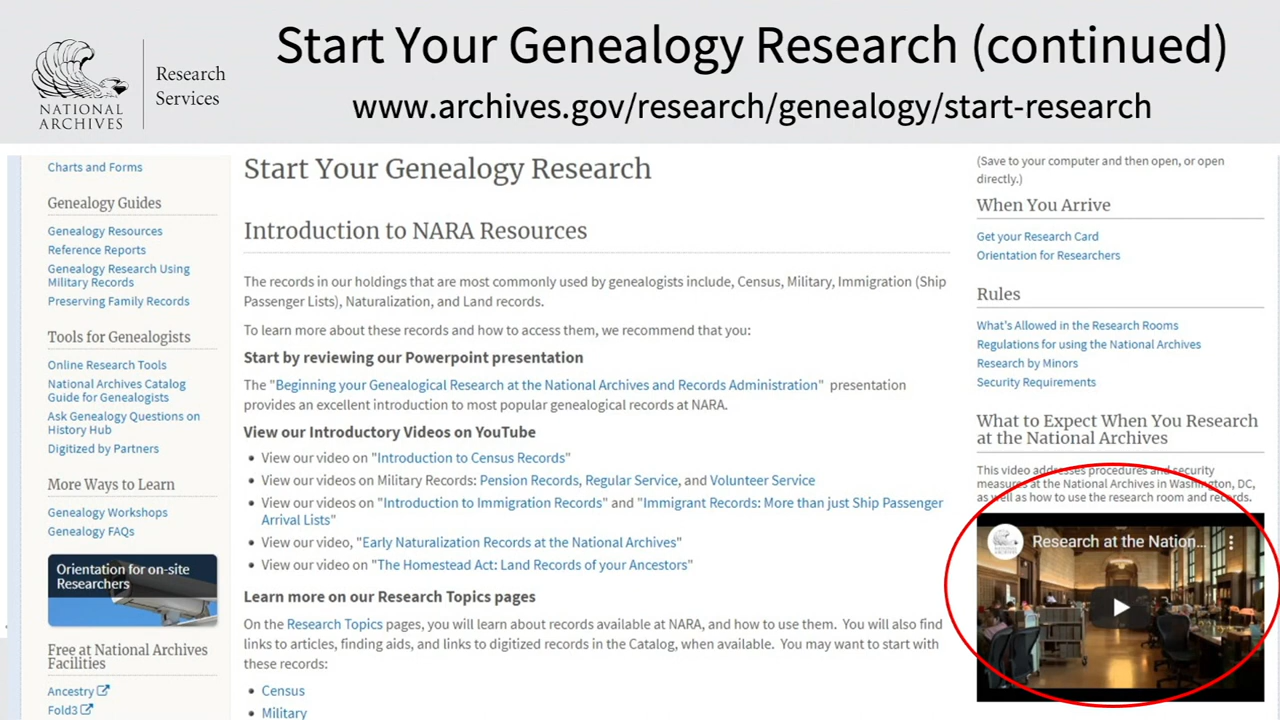 Start Your Genealogy Research (continued)
www.archives.gov/research/genealogy/start-research
NATIONAL
ARCHIVES
Research
Services
Charts and Forms
Genealogy Guides
Genealogy Resources
Reference Reports
Genealogy Research Using
Military Records
Preserving Family Records
Tools for Genealogists
Online Research Tools
National Archives Catalog
Guide for Genealogists
Ask Genealogy Questions on
History Hub
Digitized by Partners
More Ways to Learn
Genealogy Workshops
Genealogy FAQs
Orientation for on-site
Researchers
Free at National Archives
Facilities
Ancestry
Fold3
Start Your Genealogy Research
Introduction to NARA Resources
The records in our holdings that are most commonly used by genealogists include, Census, Military, Immigration (Ship
Passenger Lists), Naturalization, and Land records.
To learn more about these records and how to access them, we recommend that you:
Start by reviewing our Powerpoint presentation
The "Beginning your Genealogical Research at the National Archives and Records Administration" presentation
provides an excellent introduction to most popular genealogical records at NARA.
View our Introductory Videos on YouTube
• View our video on "Introduction to Census Records"
• View our videos on Military Records: Pension Records, Regular Service, and Volunteer Service
• View our videos on "Introduction to Immigration Records" and "Immigrant Records: More than just Ship Passenger
Arrival Lists"
• View our video, "Early Naturalization Records at the National Archives"
• View our video on "The Homestead Act: Land Records of your Ancestors"
Learn more on our Research Topics pages
On the Research Topics pages, you will learn about records available at NARA, and how to use them. You will also find
links to articles, finding aids, and links to digitized records in the Catalog, when available. You may want to start with
these records:
• Census
• Military
(Save to your computer and then open, or open
directly.)
When You Arrive
Get your Research Card
Orientation for Researchers
Rules
What's Allowed in the Research Rooms
Regulations for using the National Archives
Research by Minors
Security Requirements
What to Expect When You Research
at the National Archives
This video addresses procedures and security
measures at the National Archives in Washington, DC,
as well as how to use the research room and records.
NATIONAL
ARCHIVES
Research at the Nation...